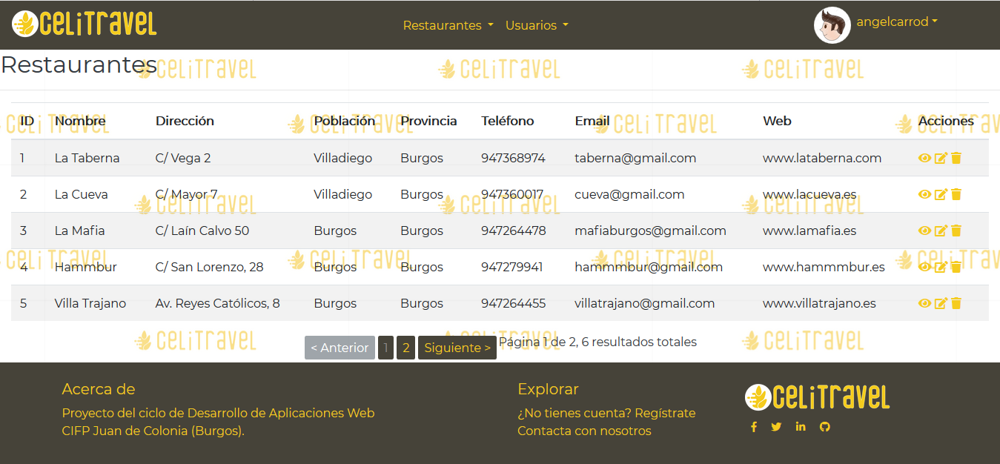 CELiTRAVEL
Restaurantes Usuarios angelcarrod
Restaurantes
ID Nombre Dirección Población Provincia Teléfono Email Web Acciones
1 La Taberna C/ Vega 2 Villadiego Burgos 947368974 taberna@gmail.com www.lataberna.com
2 La Cueva C/ Mayor 7 Villadiego Burgos 947360017 cueva@gmail.com www.lacueva.es
3 La Mafia C/ Laín Calvo 50 Burgos Burgos 947264478 mafiaburgos@gmail.com www.lamafia.es
4 Hammbur C/ San Lorenzo, 28 Burgos Burgos 947279941 hammmbur@gmail.com www.hammmbur.es
5 Villa Trajano Av. Reyes Católicos, 8 Burgos Burgos 947264455 villatrajano@gmail.com www.villatrajano.es
< Anterior 1 2 Siguiente > Página 1 de 2, 6 resultados totales
Acerca de
Proyecto del ciclo de Desarrollo de Aplicaciones Web
CIFP Juan de Colonia (Burgos).
Explorar
¿No tienes cuenta? Regístrate
Contacta con nosotros
CELiTRAVEL